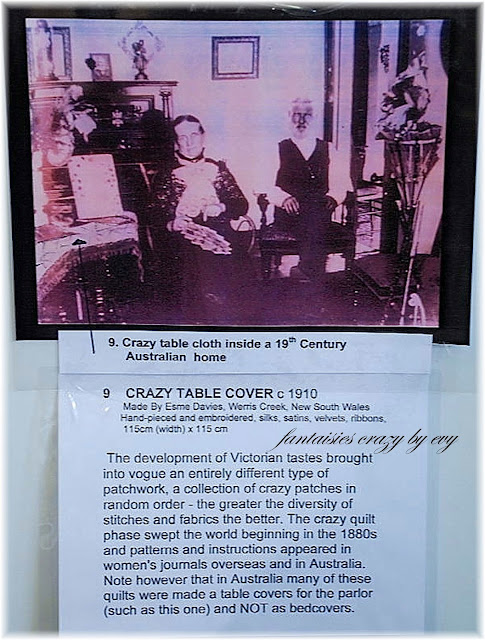 9. Crazy table cloth inside a 19th Century
Australian home
9 CRAZY TABLE COVER c 1910
Made By Esme Davies, Werris Creek, New South Wales
Hand-pieced and embroidered, silks, satins, velvets, ribbons,
115cm (width) x 115 cm
fantaisies crazy by evy
The development of Victorian tastes brought
into vogue an entirely different type of
patchwork, a collection of crazy patches in
random order - the greater the diversity of
stitches and fabrics the better. The crazy quilt
phase swept the world beginning in the 1880s
and patterns and instructions appeared in
women's journals overseas and in Australia.
Note however that in Australia many of these
quilts were made a table covers for the parlor
(such as this one) and NOT as bedcovers.